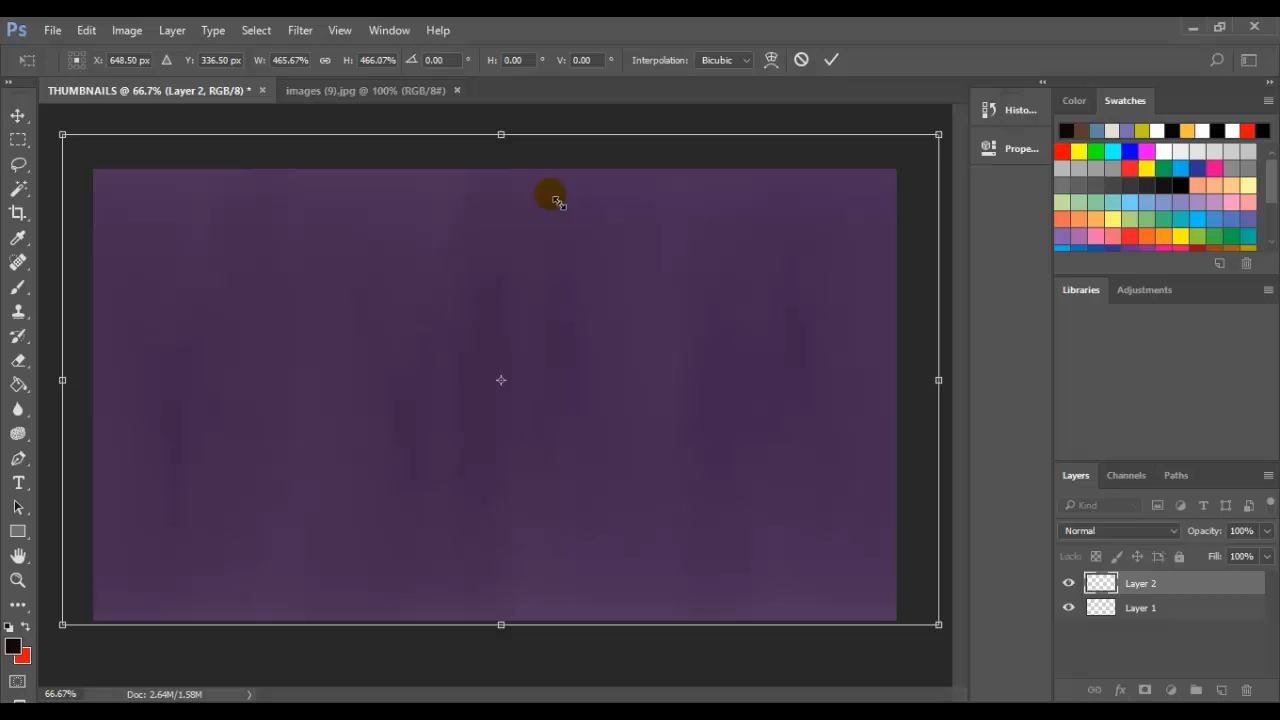 Ps File Edit Image Layer Type Select Filter View Window Help
X: 648.50 px Y: 336.50 px W: 465.67% H: 466.07% 0.00 ° H: 0.00 ° V: 0.00 ° Interpolation: Bicubic
THUMBNAILS @ 66.7% (Layer 2, RGB/8) * × images (9).jpg @ 100% (RGB/8#) ×
Histo...
Prope...
Color Swatches
Libraries Adjustments
Layers Channels Paths
Kind
Normal Opacity: 100%
Lock: Fill: 100%
Layer 2
Layer 1
66.67% Doc: 2.64M/1.58M